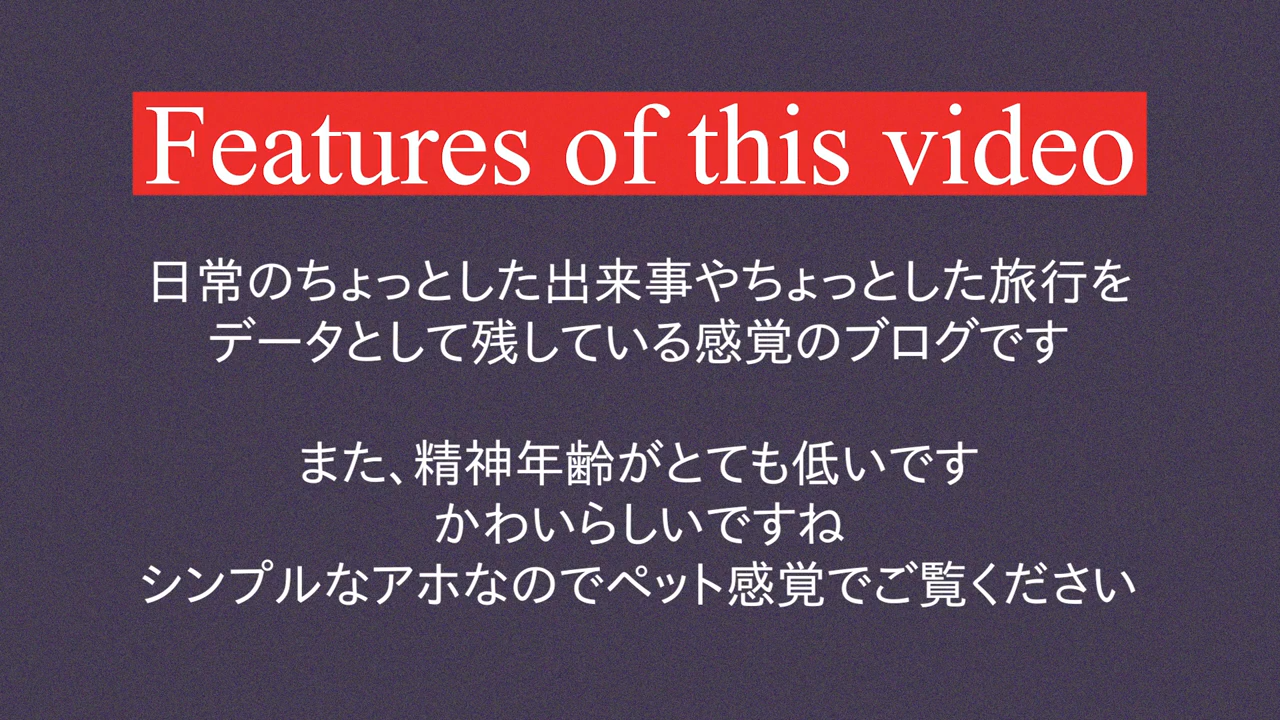 Features of this video
日常のちょっとした出来事やちょっとした旅行を
データとして残している感覚のブログです
また、精神年齢がとても低いです
かわいらしいですね
シンプルなアホなのでペット感覚でご覧ください